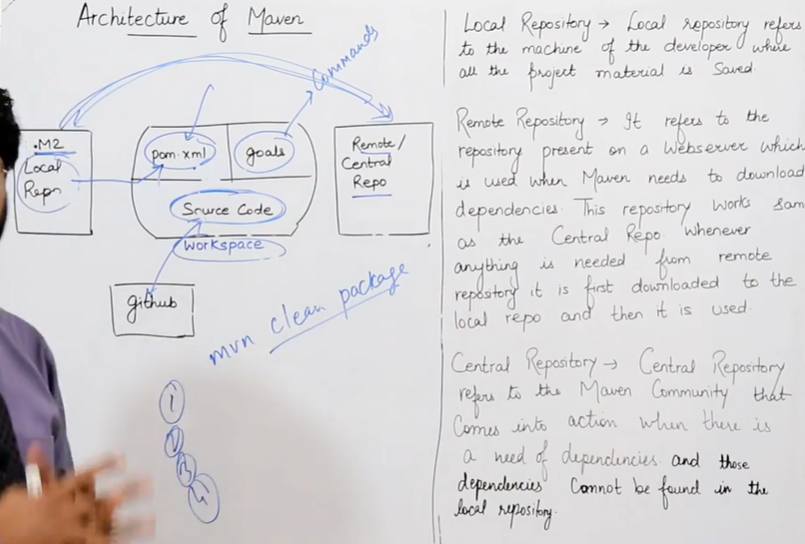 Architecture of Maven
Commands
.M2
Local
Repo
pom.xml
goals
Source Code
Workspace
Remote/
Central
Repo
github
mvn clean package
1
2
3
4
Local Repository → Local repository refers
to the machine of the developer where
all the project material is Saved.
Remote Repository → It refers to the
repository present on a Webserver which
is used when Maven needs to download
dependencies. This repository works Sam
as the Central Repo. Whenever
anything is needed from remote
repository it is first downloaded to the
local repo and then it is used.
Central Repository → Central Repository
refers to the Maven Community that
Comes into action when there is
a need of dependencies. and those
dependencies Connot be found in the
local repository.